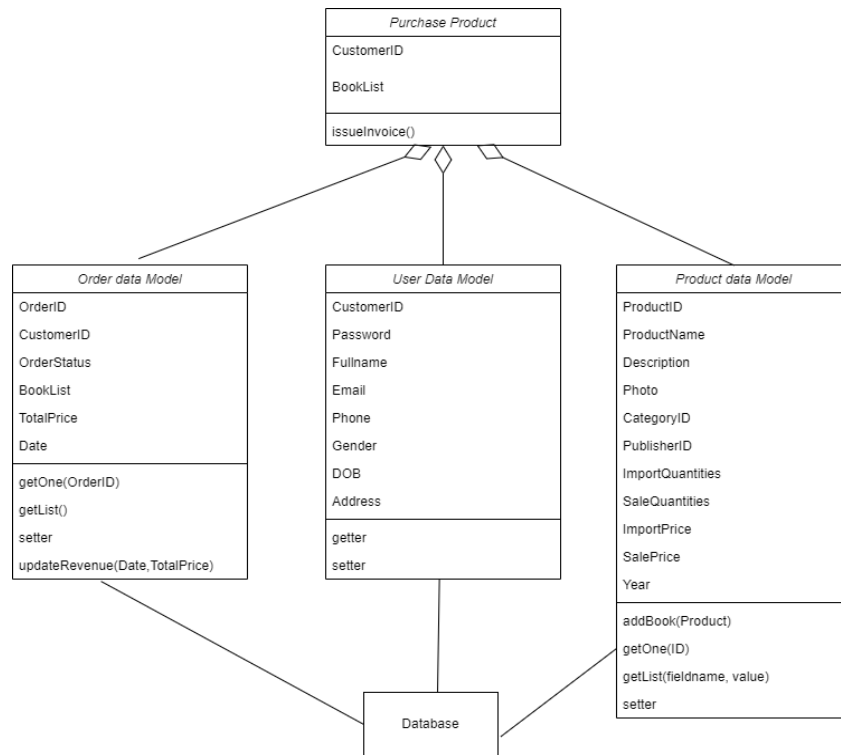 Purchase Product
CustomerID
BookList
issueInvoice()
Order data Model
OrderID
CustomerID
OrderStatus
BookList
TotalPrice
Date
getOne(OrderID)
getList()
setter
updateRevenue(Date,TotalPrice)
User Data Model
CustomerID
Password
Fullname
Email
Phone
Gender
DOB
Address
getter
setter
Product data Model
ProductID
ProductName
Description
Photo
CategoryID
PublisherID
ImportQuantities
SaleQuantities
ImportPrice
SalePrice
Year
addBook(Product)
getOne(ID)
getList(fieldname, value)
setter
Database